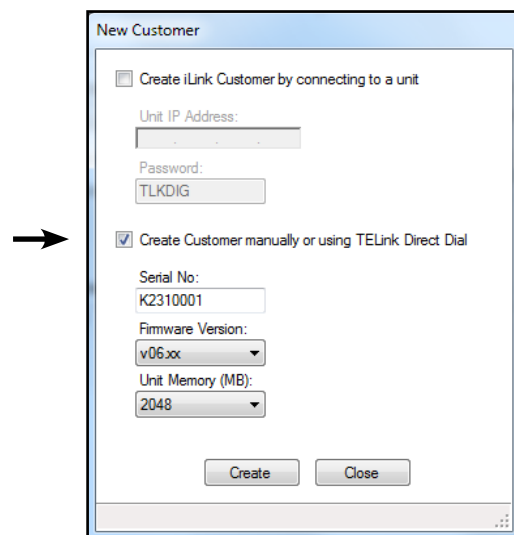 New Customer
Create iLink Customer by connecting to a unit
Unit IP Address:
. . .
Password:
TLKDIG
Create Customer manually or using TELink Direct Dial
Serial No:
K2310001
Firmware Version:
v06.xx
Unit Memory (MB):
2048
Create Close